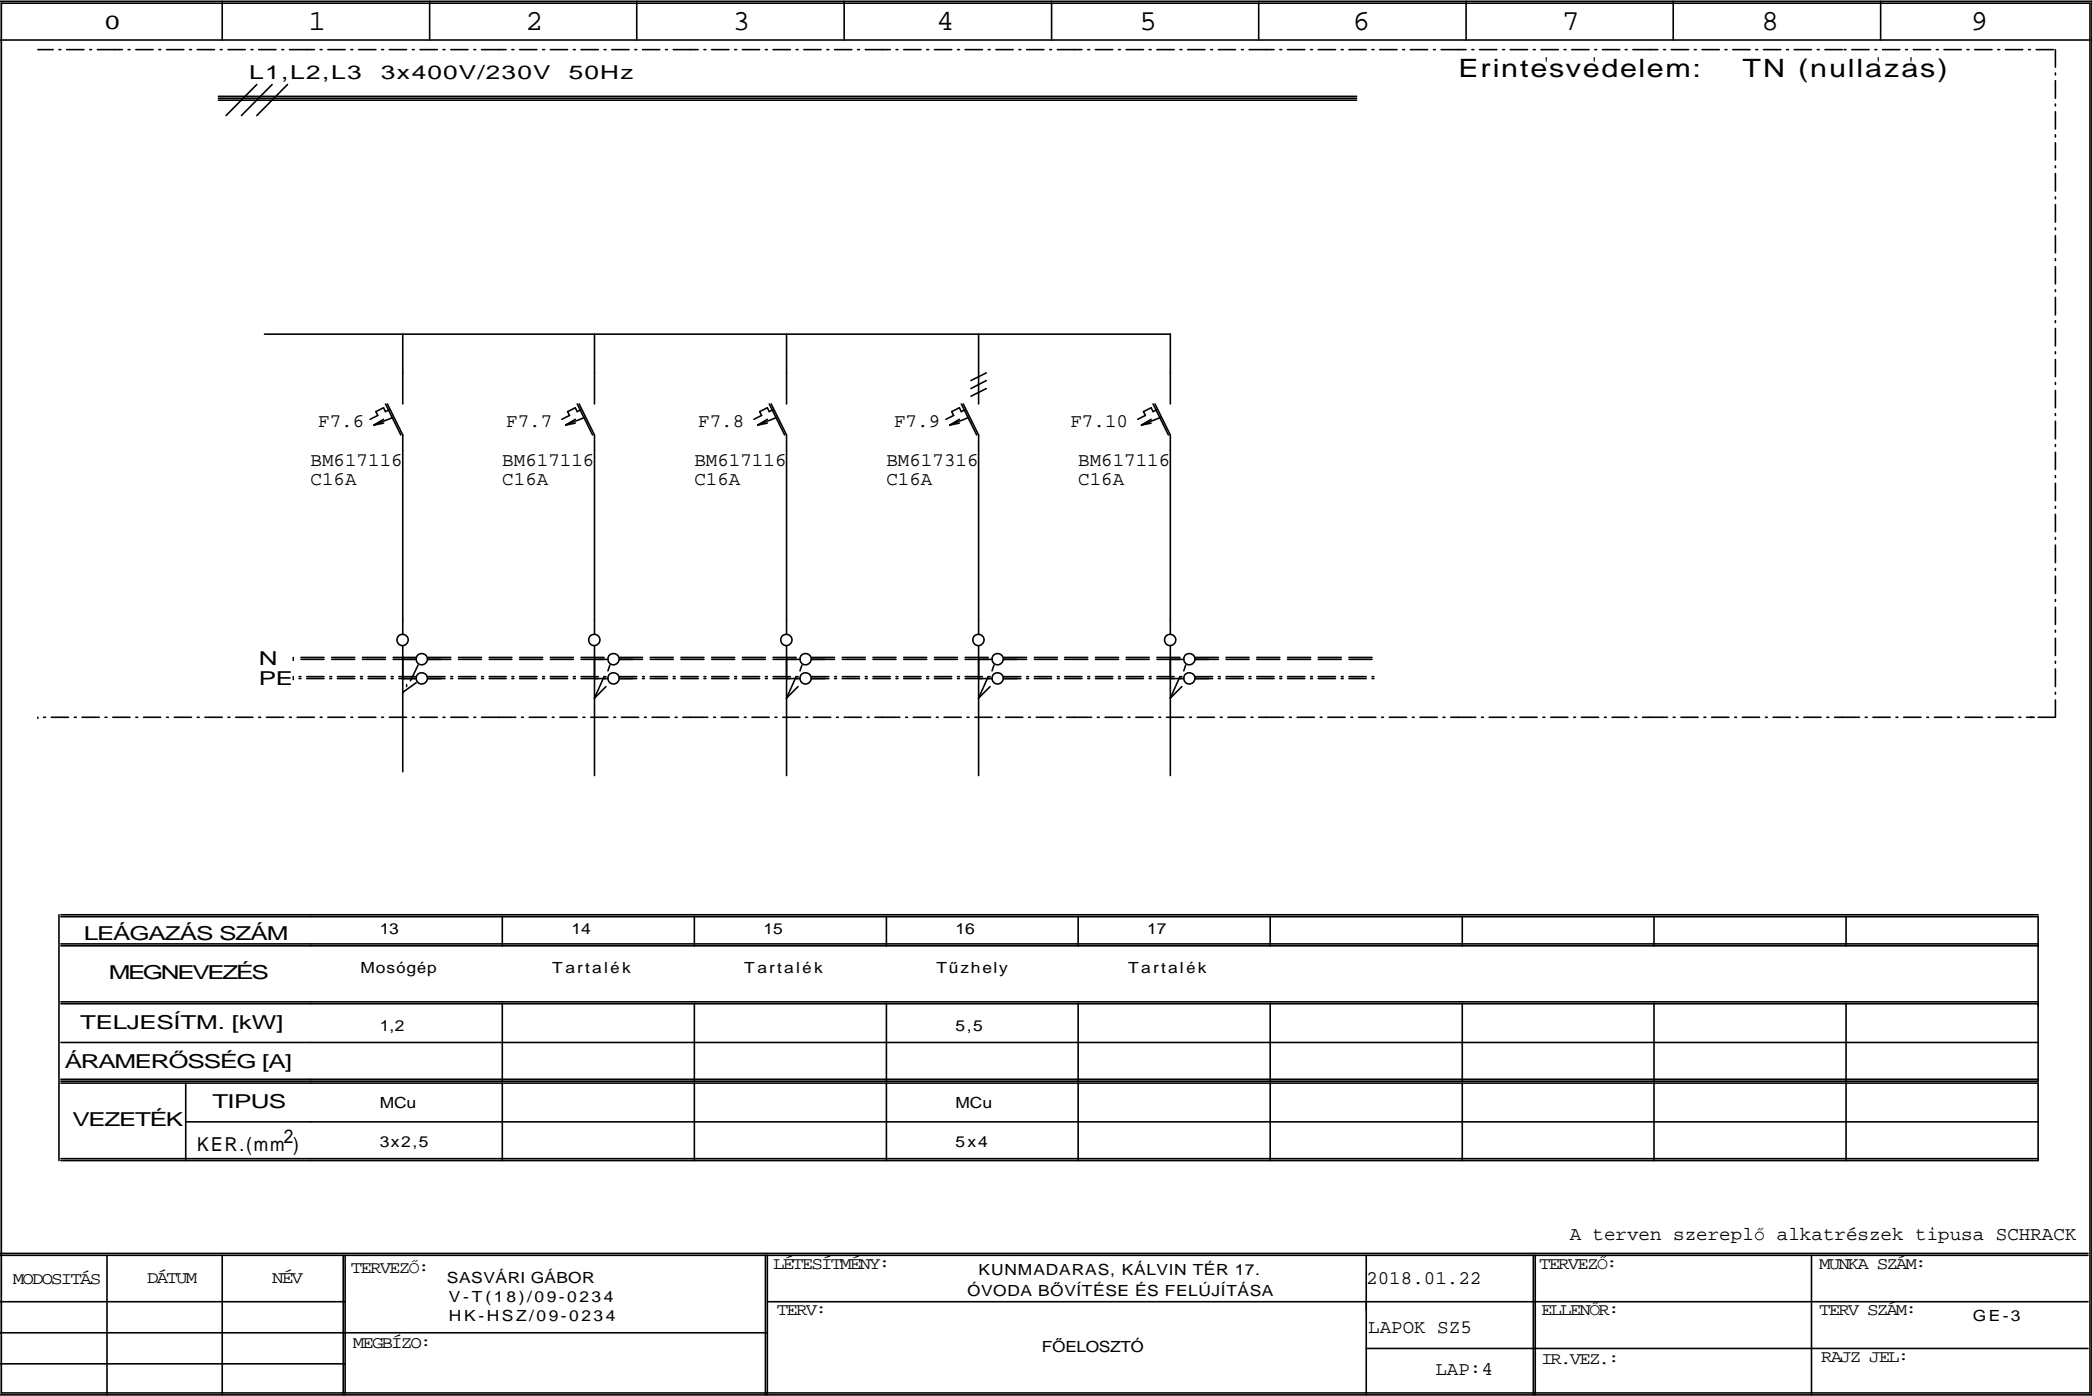 o 1 2 3 4 5 6 7 8 9
L1,L2,L3 3x400V/230V 50Hz
Érintésvédelem: TN (nullázás)
F7.6 F7.7 F7.8 F7.9 F7.10
BM617116 BM617116 BM617116 BM617316 BM617116
C16A C16A C16A C16A C16A
N
PE
LEÁGAZÁS SZÁM 13 14 15 16 17
MEGNEVEZÉS Mosógép Tartalék Tartalék Tűzhely Tartalék
TELJESÍTM. [kW] 1,2 5,5
ÁRAMERŐSSÉG [A]
VEZETÉK
TIPUS MCu MCu
KER.(mm²) 3x2,5 5x4
A terven szereplő alkatrészek tipusa SCHRACK
MODOSITÁS DÁTUM NÉV
TERVEZŐ:
SASVÁRI GÁBOR
V-T(18)/09-0234
HK-HSZ/09-0234
MEGBÍZO:
LÉTESÍTMÉNY:
KUNMADARAS, KÁLVIN TÉR 17.
ÓVODA BŐVÍTÉSE ÉS FELÚJÍTÁSA
TERV:
FŐELOSZTÓ
2018.01.22
LAPOK SZ5
LAP:4
TERVEZŐ:
ELLENŐR:
IR.VEZ.:
MUNKA SZÁM:
TERV SZÁM: GE-3
RAJZ JEL: